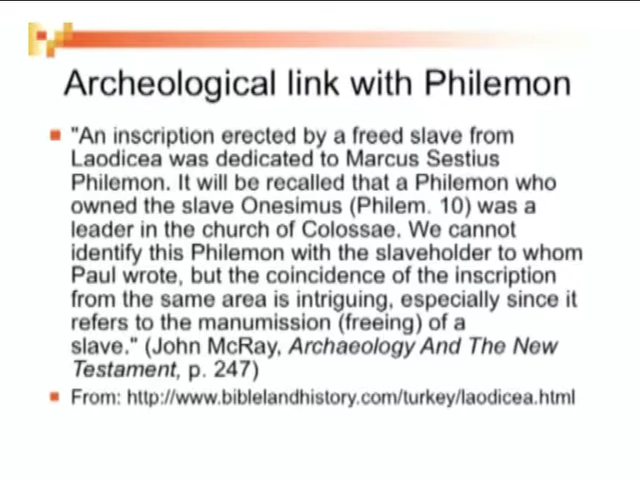 Archeological link with Philemon
"An inscription erected by a freed slave from
Laodicea was dedicated to Marcus Sestius
Philemon. It will be recalled that a Philemon who
owned the slave Onesimus (Philem. 10) was a
leader in the church of Colossae. We cannot
identify this Philemon with the slaveholder to whom
Paul wrote, but the coincidence of the inscription
from the same area is intriguing, especially since it
refers to the manumission (freeing) of a
slave." (John McRay, Archaeology And The New
Testament, p. 247)
From: http://www.biblelandhistory.com/turkey/laodicea.html